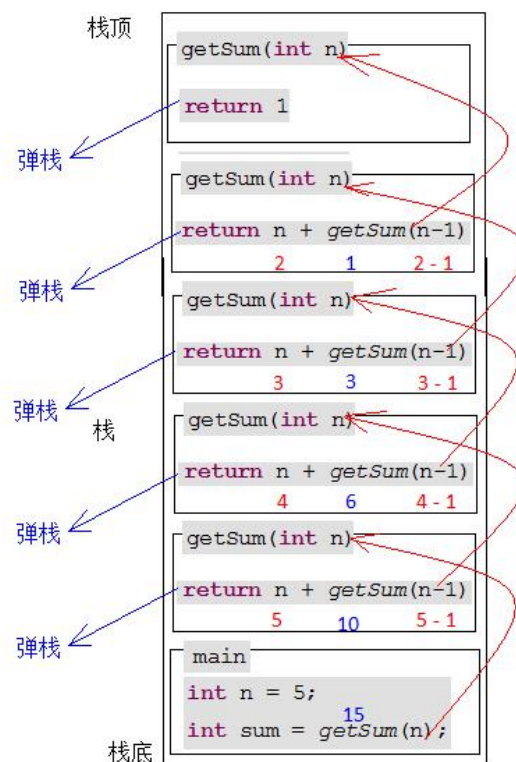 栈顶
getSum(int n)
return 1
弹栈
getSum(int n)
return n + getSum(n-1)
2 1 2 - 1
弹栈
getSum(int n)
return n + getSum(n-1)
3 3 3 - 1
弹栈
栈
getSum(int n)
return n + getSum(n-1)
4 6 4 - 1
弹栈
getSum(int n)
return n + getSum(n-1)
5 10 5 - 1
弹栈
main
int n = 5;
15
int sum = getSum(n);
栈底